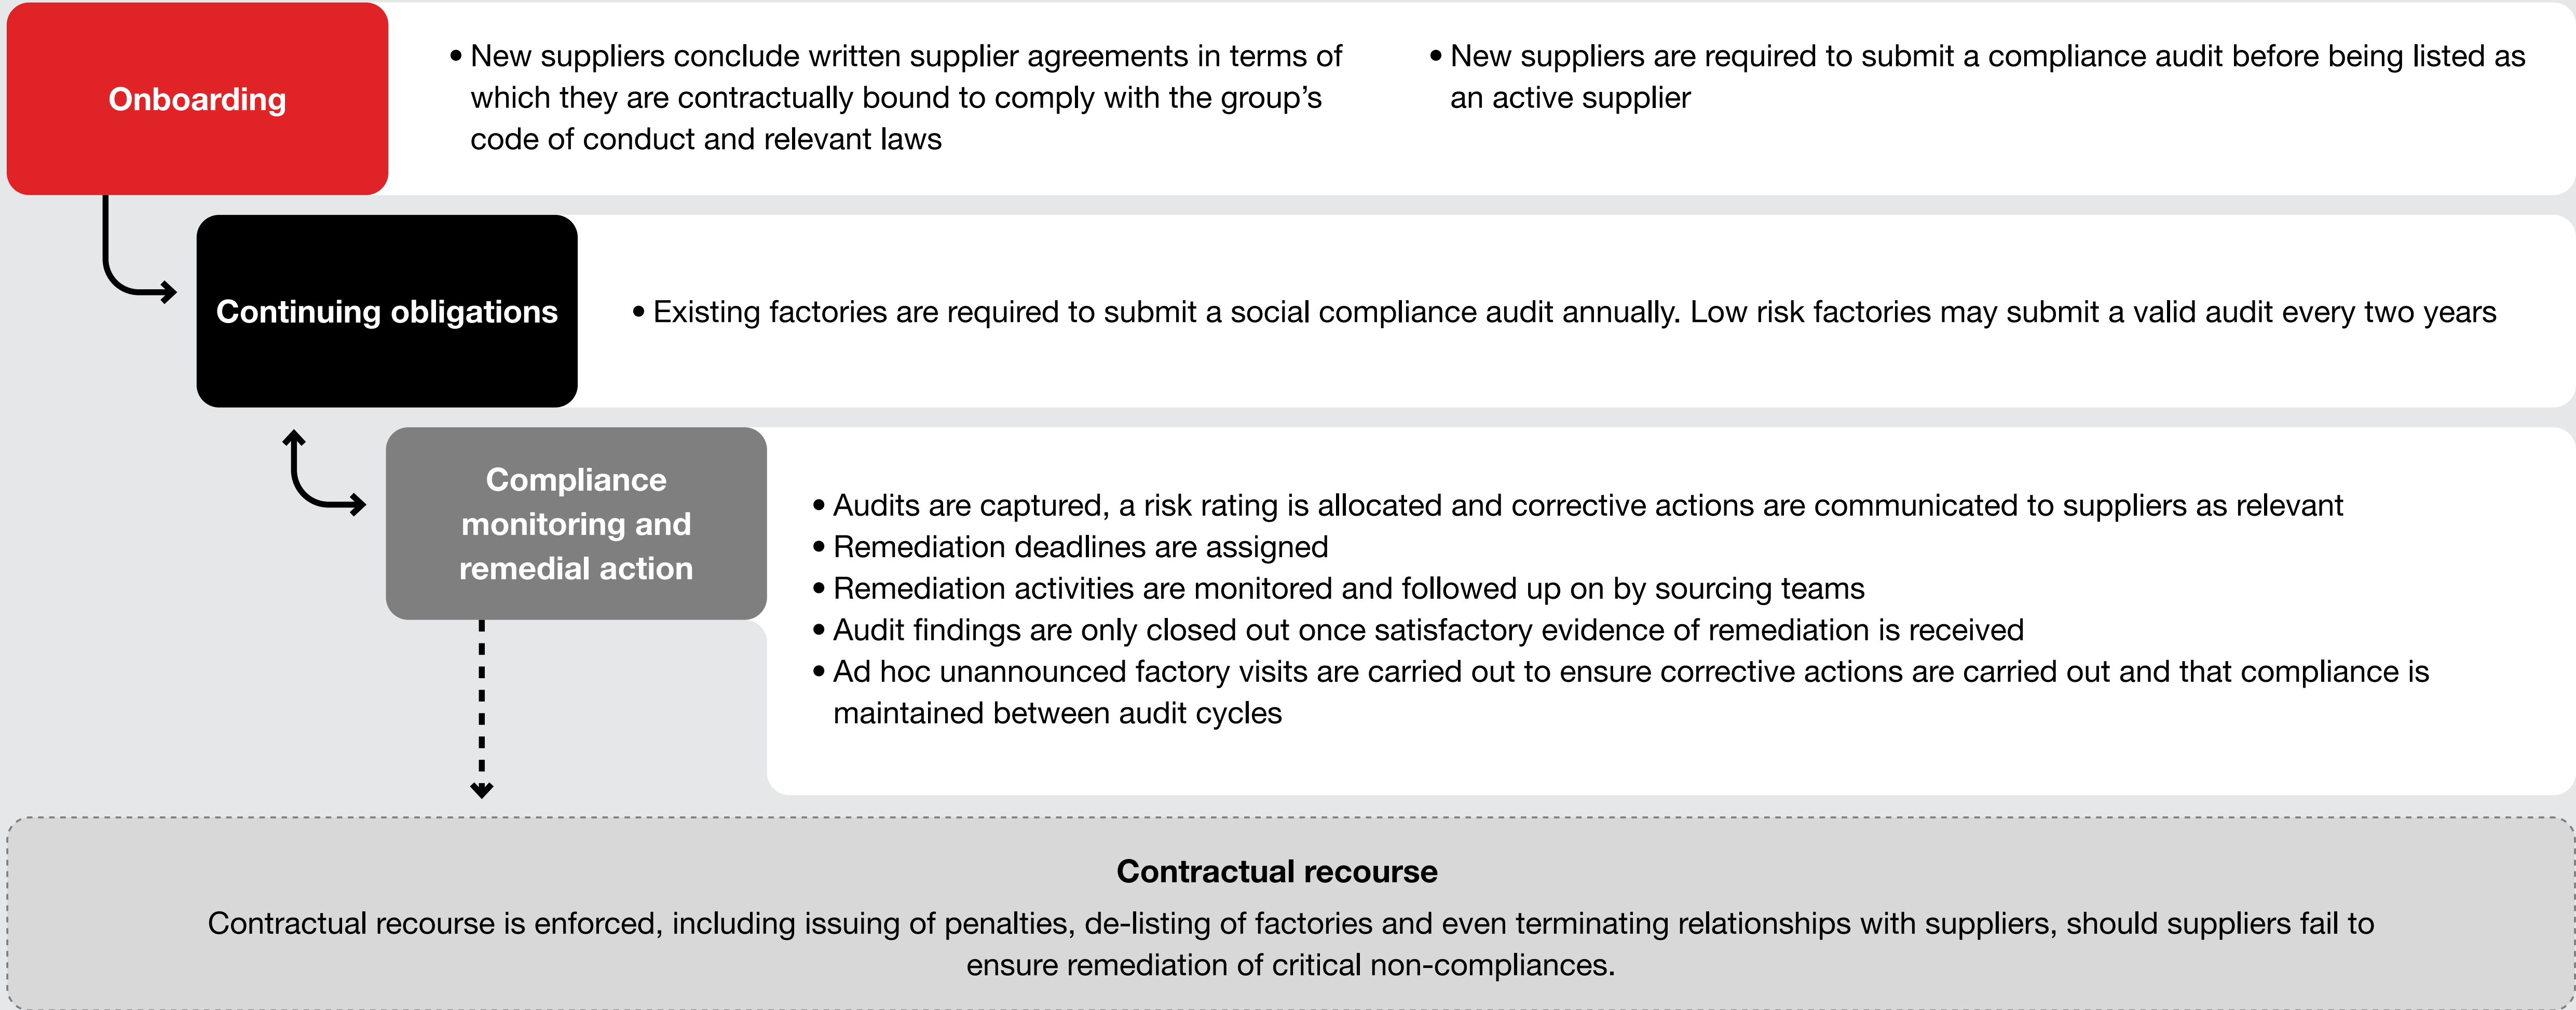 Onboarding
• New suppliers conclude written supplier agreements in terms of
which they are contractually bound to comply with the group’s
code of conduct and relevant laws
• New suppliers are required to submit a compliance audit before being listed as
an active supplier
Continuing obligations
• Existing factories are required to submit a social compliance audit annually. Low risk factories may submit a valid audit every two years
Compliance
monitoring and
remedial action
• Audits are captured, a risk rating is allocated and corrective actions are communicated to suppliers as relevant
• Remediation deadlines are assigned
• Remediation activities are monitored and followed up on by sourcing teams
• Audit findings are only closed out once satisfactory evidence of remediation is received
• Ad hoc unannounced factory visits are carried out to ensure corrective actions are carried out and that compliance is
maintained between audit cycles
Contractual recourse
Contractual recourse is enforced, including issuing of penalties, de-listing of factories and even terminating relationships with suppliers, should suppliers fail to
ensure remediation of critical non-compliances.